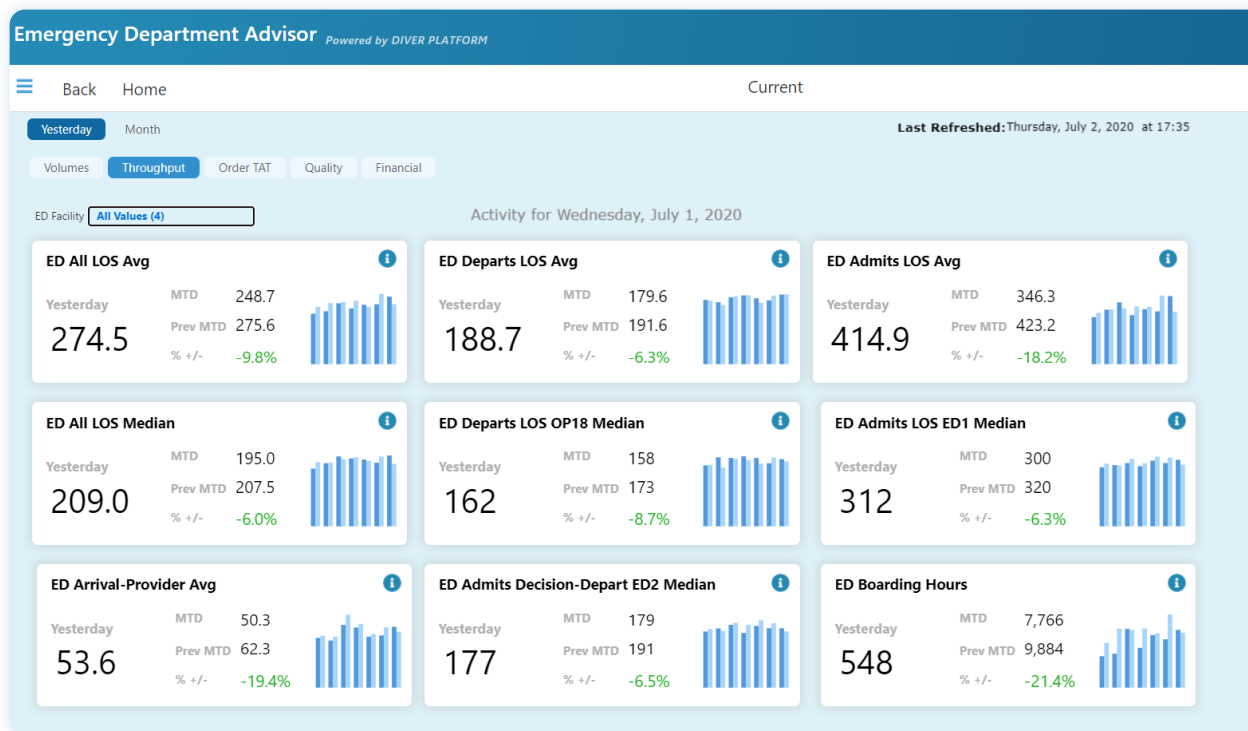 Emergency Department Advisor Powered by DIVER PLATFORM
Back Home Current
Yesterday Month Last Refreshed: Thursday, July 2, 2020 at 17:35
Volumes Throughput Order TAT Quality Financial
ED Facility All Values (4) Activity for Wednesday, July 1, 2020
ED All LOS Avg
Yesterday
274.5
MTD 248.7
Prev MTD 275.6
% +/- -9.8%
ED Departs LOS Avg
Yesterday
188.7
MTD 179.6
Prev MTD 191.6
% +/- -6.3%
ED Admits LOS Avg
Yesterday
414.9
MTD 346.3
Prev MTD 423.2
% +/- -18.2%
ED All LOS Median
Yesterday
209.0
MTD 195.0
Prev MTD 207.5
% +/- -6.0%
ED Departs LOS OP18 Median
Yesterday
162
MTD 158
Prev MTD 173
% +/- -8.7%
ED Admits LOS ED1 Median
Yesterday
312
MTD 300
Prev MTD 320
% +/- -6.3%
ED Arrival-Provider Avg
Yesterday
53.6
MTD 50.3
Prev MTD 62.3
% +/- -19.4%
ED Admits Decision-Depart ED2 Median
Yesterday
177
MTD 179
Prev MTD 191
% +/- -6.5%
ED Boarding Hours
Yesterday
548
MTD 7,766
Prev MTD 9,884
% +/- -21.4%